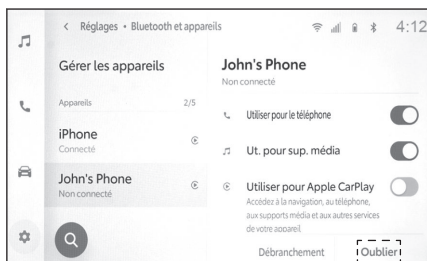 < Réglages • Bluetooth et appareils
4:12
Gérer les appareils
Appareils 2/5
iPhone
Connecté
John's Phone
Non connecté
John's Phone
Non connecté
Utiliser pour le téléphone
Ut. pour sup. média
Utiliser pour Apple CarPlay
Accédez à la navigation, au téléphone,
aux supports média et aux autres services
de votre appareil
Débranchement Oublier